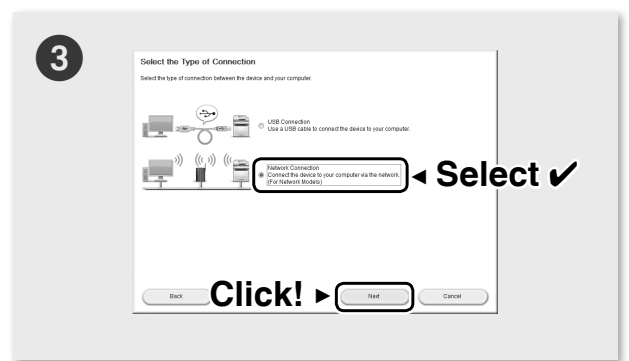 3
Select the Type of Connection
Select the type of connection between the device and your computer.
USB Connection
Use a USB cable to connect the device to your computer.
Network Connection
Connect the device to your computer via the network.
(For Network Models)
◄ Select ✔
Back
Click! ►
Next
Cancel